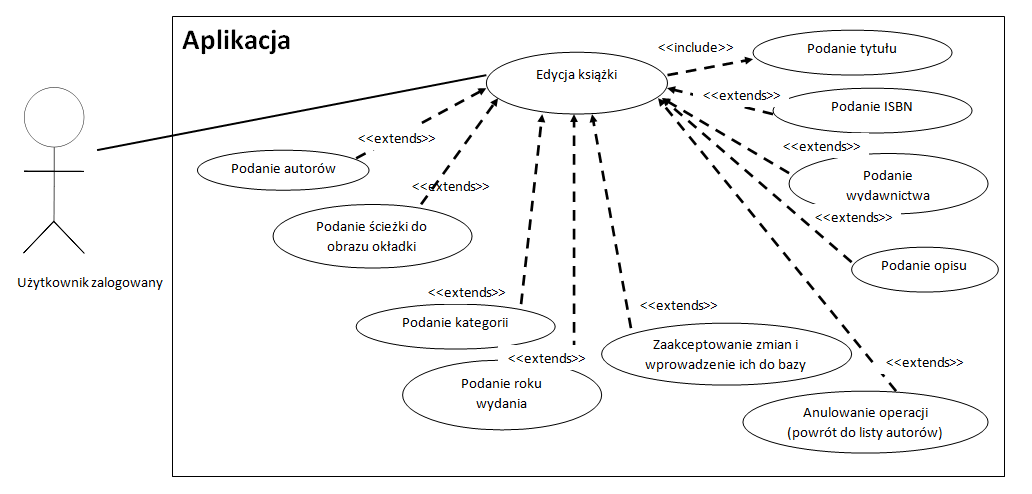 Aplikacja
<<include>>
Podanie tytułu
Edycja książki
<<extends>>
Podanie ISBN
<<extends>>
Podanie autorów
<<extends>>
Podanie
wydawnictwa
<<extends>>
Podanie ścieżki do
obrazu okładki
<<extends>>
Podanie opisu
Użytkownik zalogowany
<<extends>>
Podanie kategorii
<<extends>>
Zaakceptowanie zmian i
wprowadzenie ich do bazy
<<extends>>
Podanie roku
wydania
<<extends>>
Anulowanie operacji
(powrót do listy autorów)